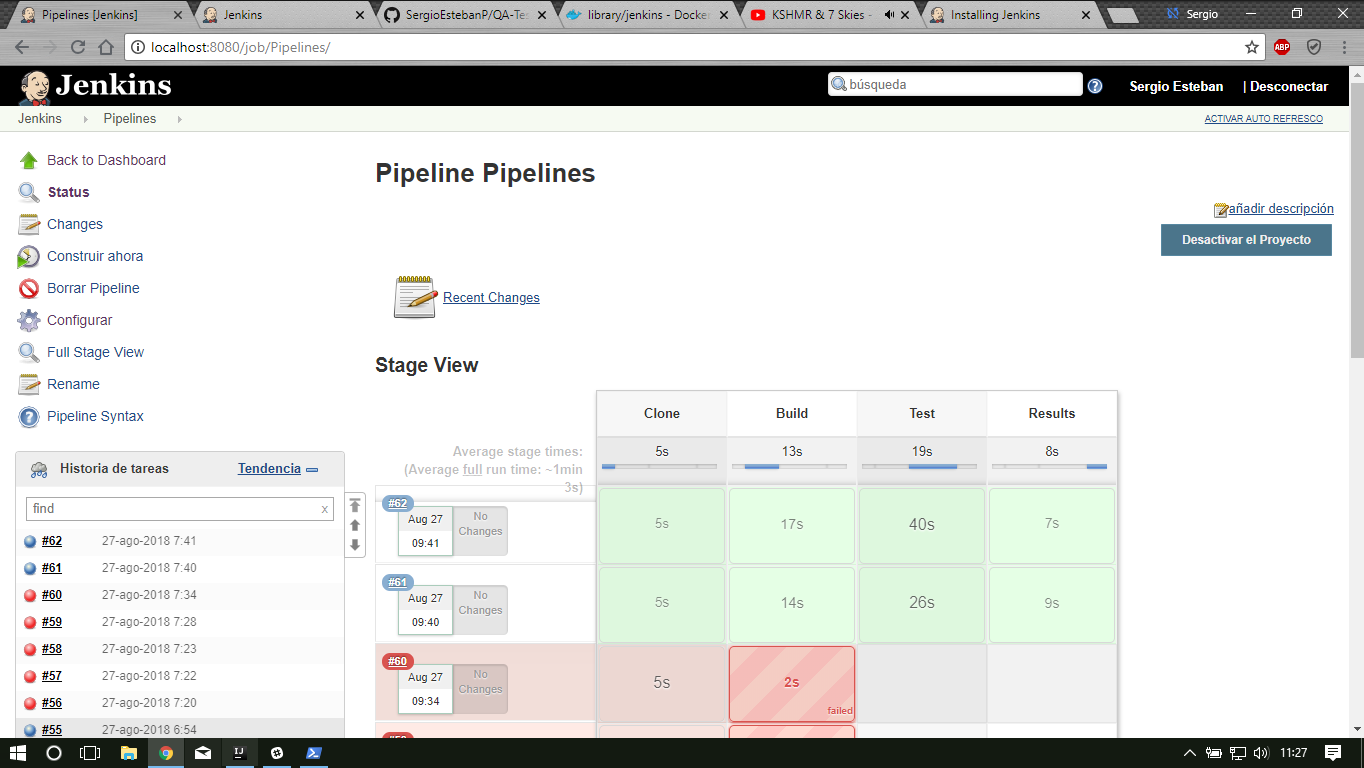 Pipelines [Jenkins]
Jenkins
SergioEstebanP/QA-Tes
library/jenkins - Docker
KSHMR & 7 Skies -
Installing Jenkins
Sergio
localhost:8080/job/Pipelines/
ABP
Jenkins
búsqueda
Sergio Esteban
| Desconectar
Jenkins
Pipelines
ACTIVAR AUTO REFRESCO
Back to Dashboard
Status
Changes
Construir ahora
Borrar Pipeline
Configurar
Full Stage View
Rename
Pipeline Syntax
Pipeline Pipelines
añadir descripción
Desactivar el Proyecto
Recent Changes
Stage View
Clone Build Test Results
Average stage times:
5s 13s 19s 8s
(Average full run time: ~1min
3s)
#62
Aug 27
09:41
No
Changes
5s 17s 40s 7s
#61
Aug 27
09:40
No
Changes
5s 14s 26s 9s
#60
Aug 27
09:34
No
Changes
5s 2s
failed
Historia de tareas
Tendencia
find
x
#62 27-ago-2018 7:41
#61 27-ago-2018 7:40
#60 27-ago-2018 7:34
#59 27-ago-2018 7:28
#58 27-ago-2018 7:23
#57 27-ago-2018 7:22
#56 27-ago-2018 7:20
#55 27-ago-2018 6:54
IJ
11:27